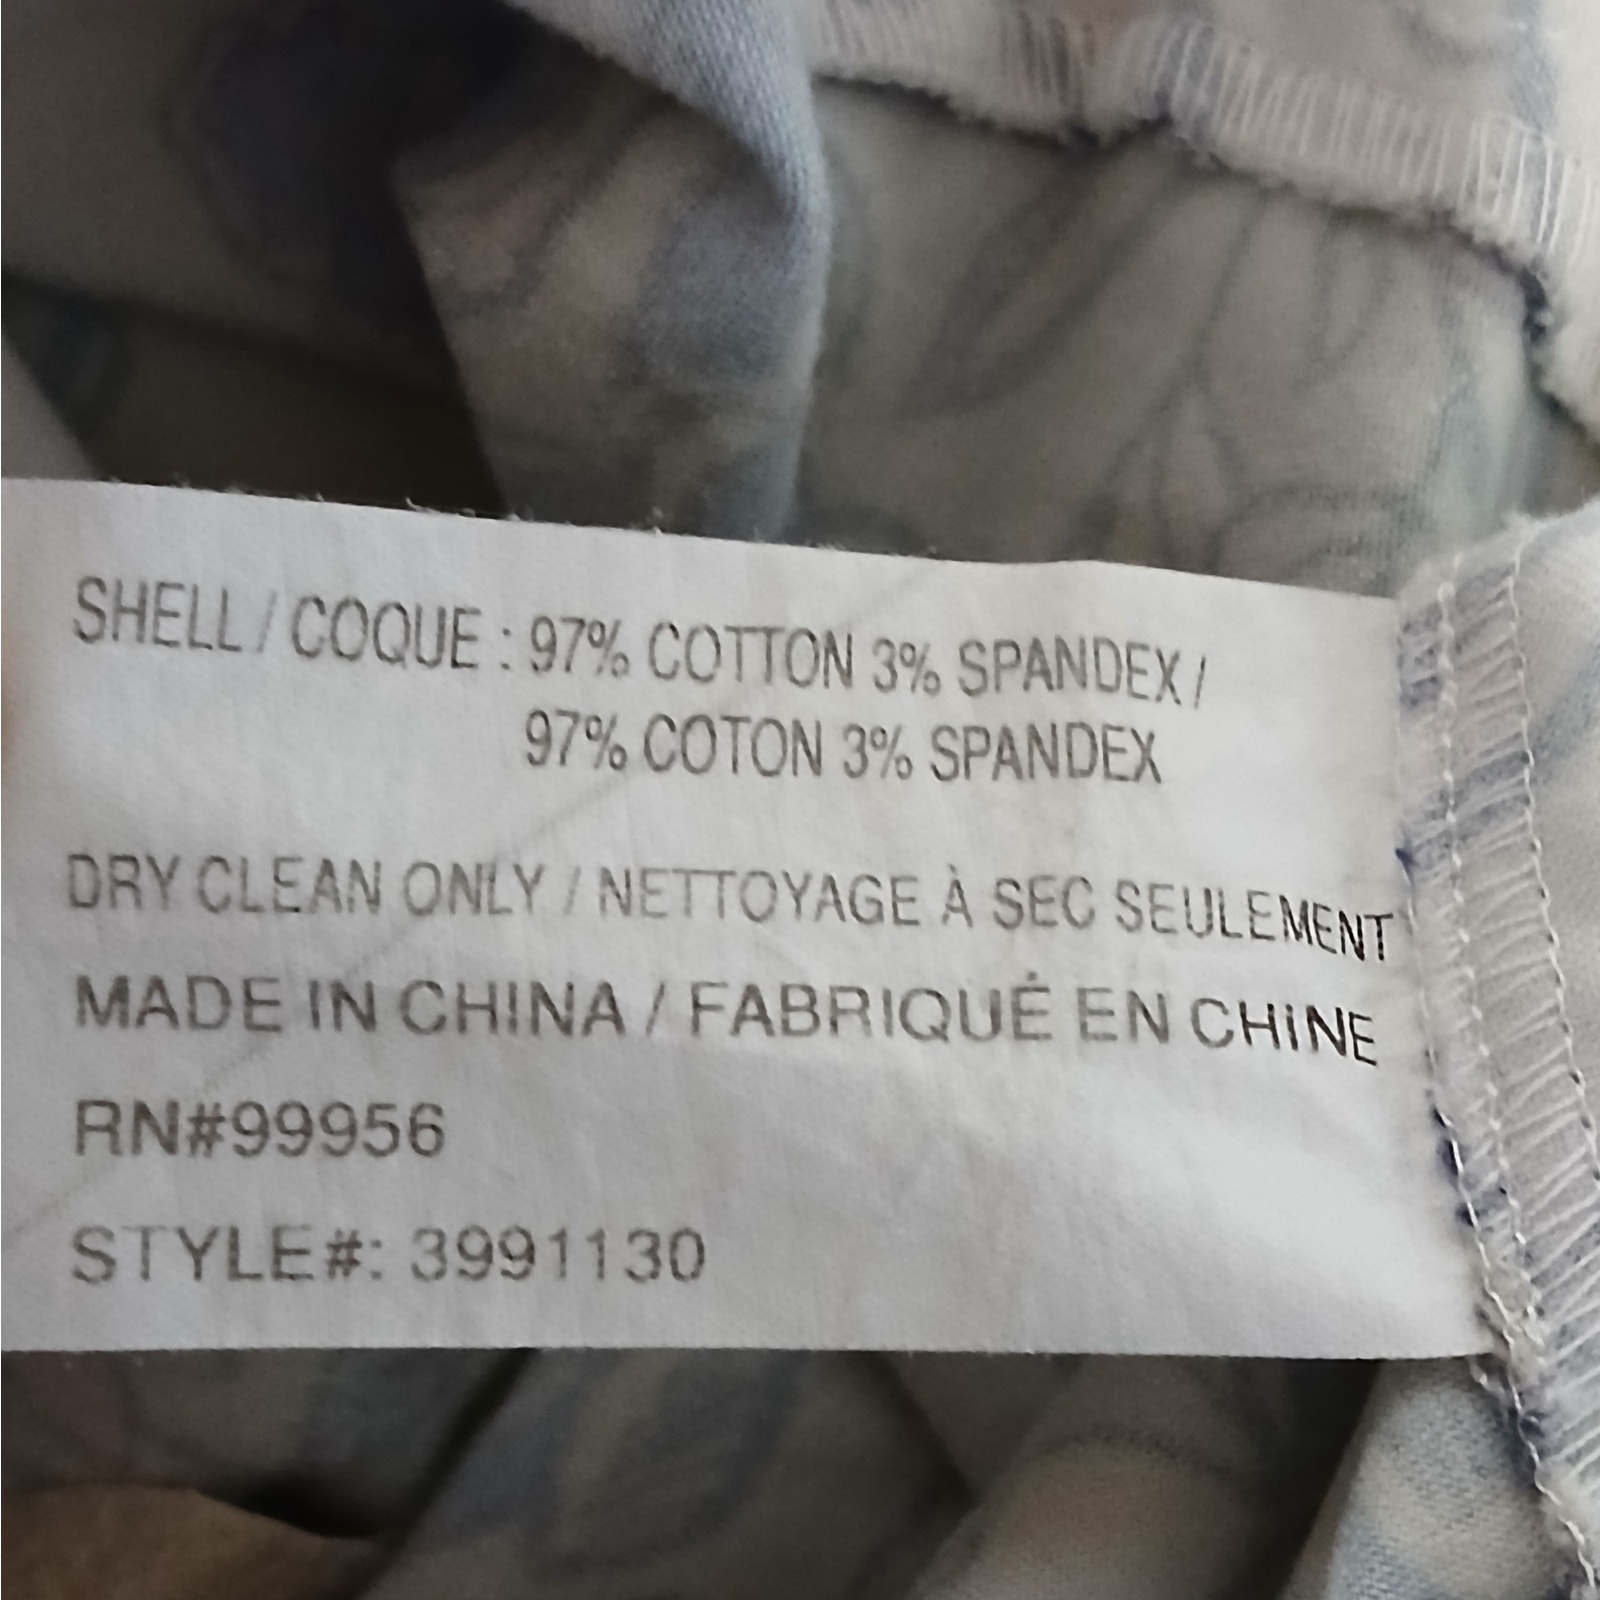 SHELL / COQUE : 97% COTTON 3% SPANDEX /
97% COTON 3% SPANDEX
DRY CLEAN ONLY / NETTOYAGE À SEC SEULEMENT
MADE IN CHINA / FABRIQUÉ EN CHINE
RN#99956
STYLE#: 3991130